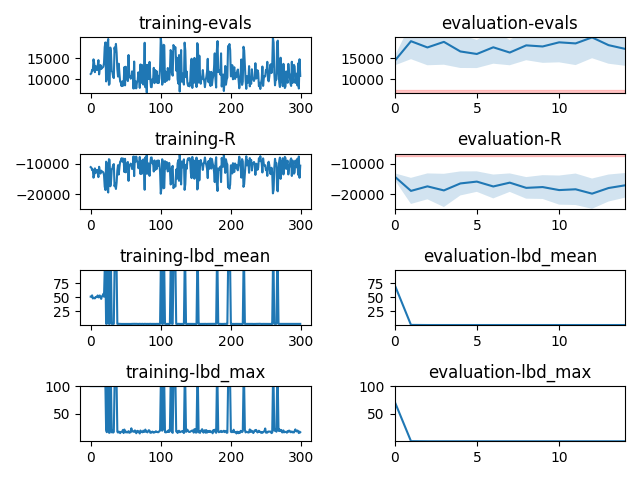 training-evals
evaluation-evals
15000
10000
0 100 200 300
15000
10000
0 5 10
training-R
evaluation-R
−10000
−20000
0 100 200 300
−10000
−20000
0 5 10
training-lbd_mean
evaluation-lbd_mean
75
50
25
0 100 200 300
75
50
25
0 5 10
training-lbd_max
evaluation-lbd_max
100
50
0 100 200 300
100
50
0 5 10